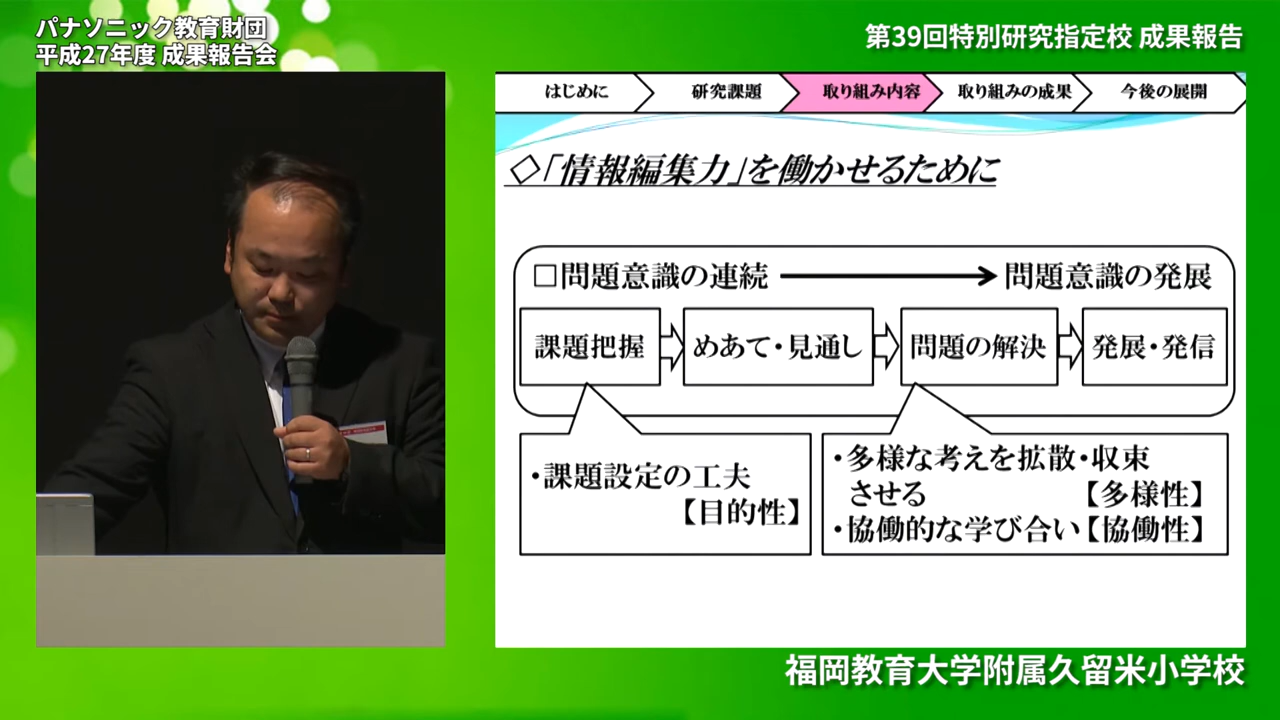 パナソニック教育財団
平成27年度 成果報告会
第39回特別研究指定校 成果報告
はじめに
研究課題
取り組み内容
取り組みの成果
今後の展開
◇「情報編集力」を働かせるために
□問題意識の連続
問題意識の発展
課題把握
めあて・見通し
問題の解決
発展・発信
・課題設定の工夫
【目的性】
・多様な考えを拡散・収束
させる 【多様性】
・協働的な学び合い【協働性】
福岡教育大学附属久留米小学校